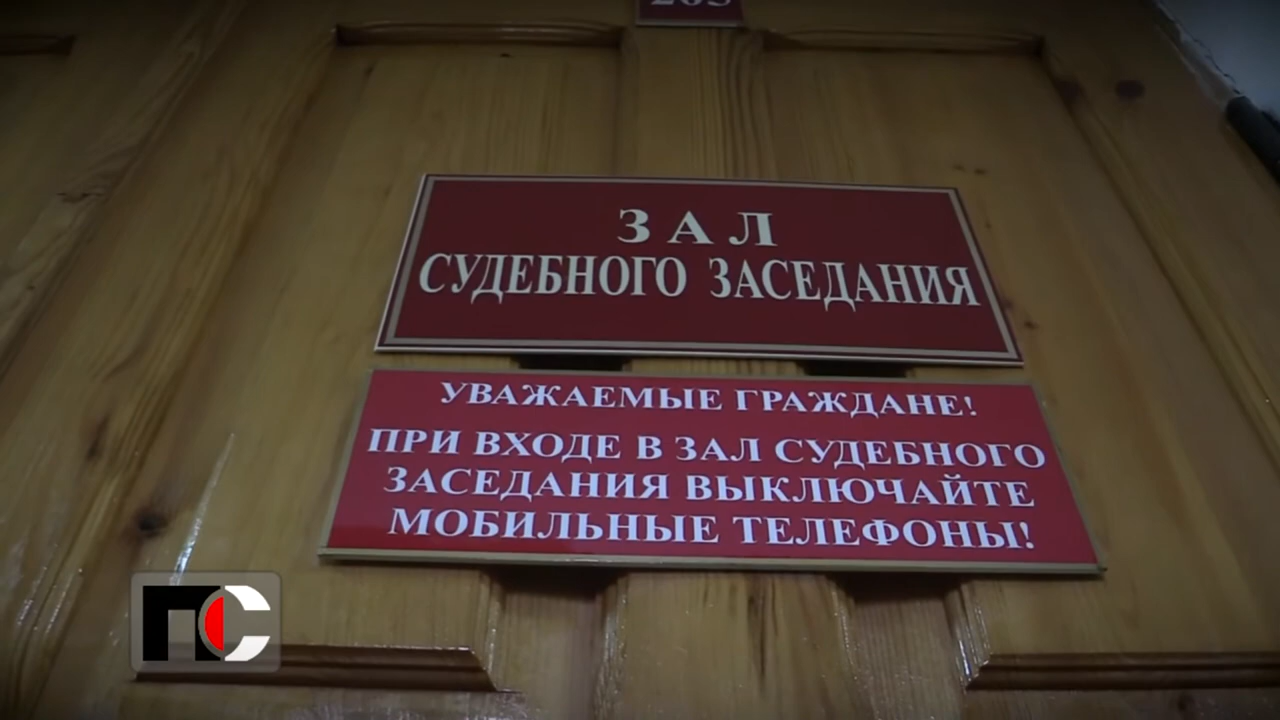 ЗАЛ
СУДЕБНОГО ЗАСЕДАНИЯ
УВАЖАЕМЫЕ ГРАЖДАНЕ!
ПРИ ВХОДЕ В ЗАЛ СУДЕБНОГО
ЗАСЕДАНИЯ ВЫКЛЮЧАЙТЕ
МОБИЛЬНЫЕ ТЕЛЕФОНЫ!
ПС